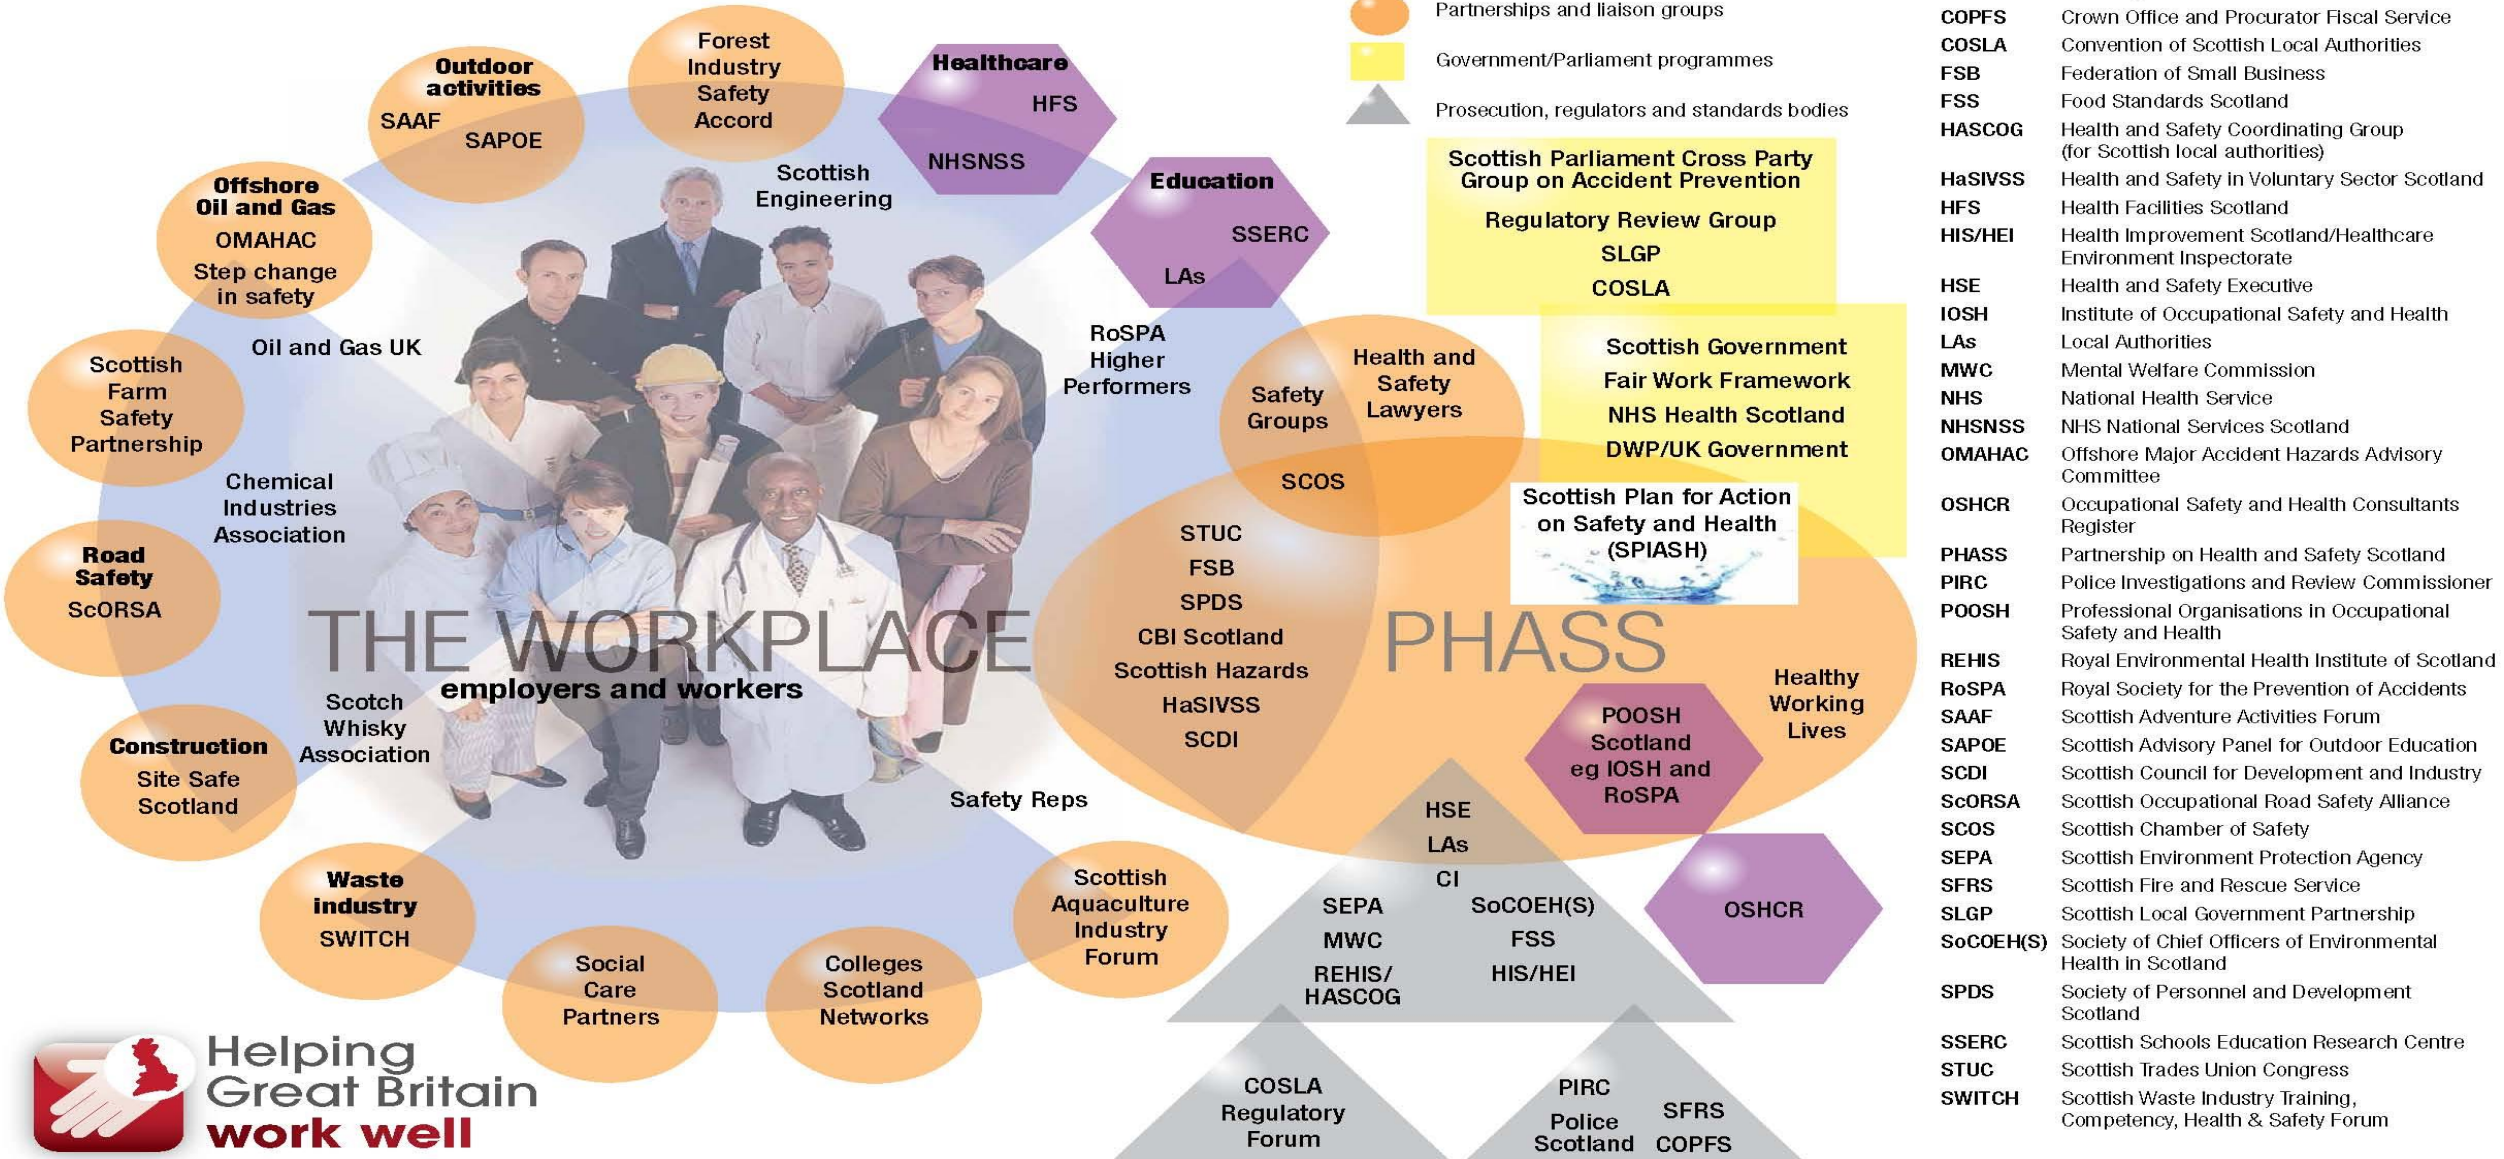 Partnerships and liaison groups
Government/Parliament programmes
Prosecution, regulators and standards bodies
Outdoor
activities
SAAF
SAPOE
Forest
Industry
Safety
Accord
Healthcare
HFS
NHSNSS
Scottish
Engineering
Education
SSERC
LAs
Offshore
Oil and Gas
OMAHAC
Step change
in safety
Oil and Gas UK
RoSPA
Higher
Performers
Scottish
Farm
Safety
Partnership
Chemical
Industries
Association
Road
Safety
ScORSA
THE WORKPLACE
employers and workers
Scotch
Whisky
Association
Construction
Site Safe
Scotland
Safety Reps
Waste
industry
SWITCH
Social
Care
Partners
Colleges
Scotland
Networks
Scottish
Aquaculture
Industry
Forum
Scottish Parliament Cross Party
Group on Accident Prevention
Regulatory Review Group
SLGP
COSLA
Scottish Government
Fair Work Framework
NHS Health Scotland
DWP/UK Government
Safety
Groups
Health and
Safety
Lawyers
SCOS
Scottish Plan for Action
on Safety and Health
(SPIASH)
STUC
FSB
SPDS
CBI Scotland
Scottish Hazards
HaSIVSS
SCDI
PHASS
Healthy
Working
Lives
POOSH
Scotland
eg IOSH and
RoSPA
OSHCR
HSE
LAs
CI
SEPA
MWC
REHIS/
HASCOG
SoCOEH(S)
FSS
HIS/HEI
COSLA
Regulatory
Forum
PIRC
Police
Scotland
SFRS
COPFS
Helping
Great Britain
work well
COPFS Crown Office and Procurator Fiscal Service
COSLA Convention of Scottish Local Authorities
FSB Federation of Small Business
FSS Food Standards Scotland
HASCOG Health and Safety Coordinating Group
(for Scottish local authorities)
HaSIVSS Health and Safety in Voluntary Sector Scotland
HFS Health Facilities Scotland
HIS/HEI Health Improvement Scotland/Healthcare
Environment Inspectorate
HSE Health and Safety Executive
IOSH Institute of Occupational Safety and Health
LAs Local Authorities
MWC Mental Welfare Commission
NHS National Health Service
NHSNSS NHS National Services Scotland
OMAHAC Offshore Major Accident Hazards Advisory
Committee
OSHCR Occupational Safety and Health Consultants
Register
PHASS Partnership on Health and Safety Scotland
PIRC Police Investigations and Review Commissioner
POOSH Professional Organisations in Occupational
Safety and Health
REHIS Royal Environmental Health Institute of Scotland
RoSPA Royal Society for the Prevention of Accidents
SAAF Scottish Adventure Activities Forum
SAPOE Scottish Advisory Panel for Outdoor Education
SCDI Scottish Council for Development and Industry
ScORSA Scottish Occupational Road Safety Alliance
SCOS Scottish Chamber of Safety
SEPA Scottish Environment Protection Agency
SFRS Scottish Fire and Rescue Service
SLGP Scottish Local Government Partnership
SoCOEH(S) Society of Chief Officers of Environmental
Health in Scotland
SPDS Society of Personnel and Development
Scotland
SSERC Scottish Schools Education Research Centre
STUC Scottish Trades Union Congress
SWITCH Scottish Waste Industry Training,
Competency, Health & Safety Forum